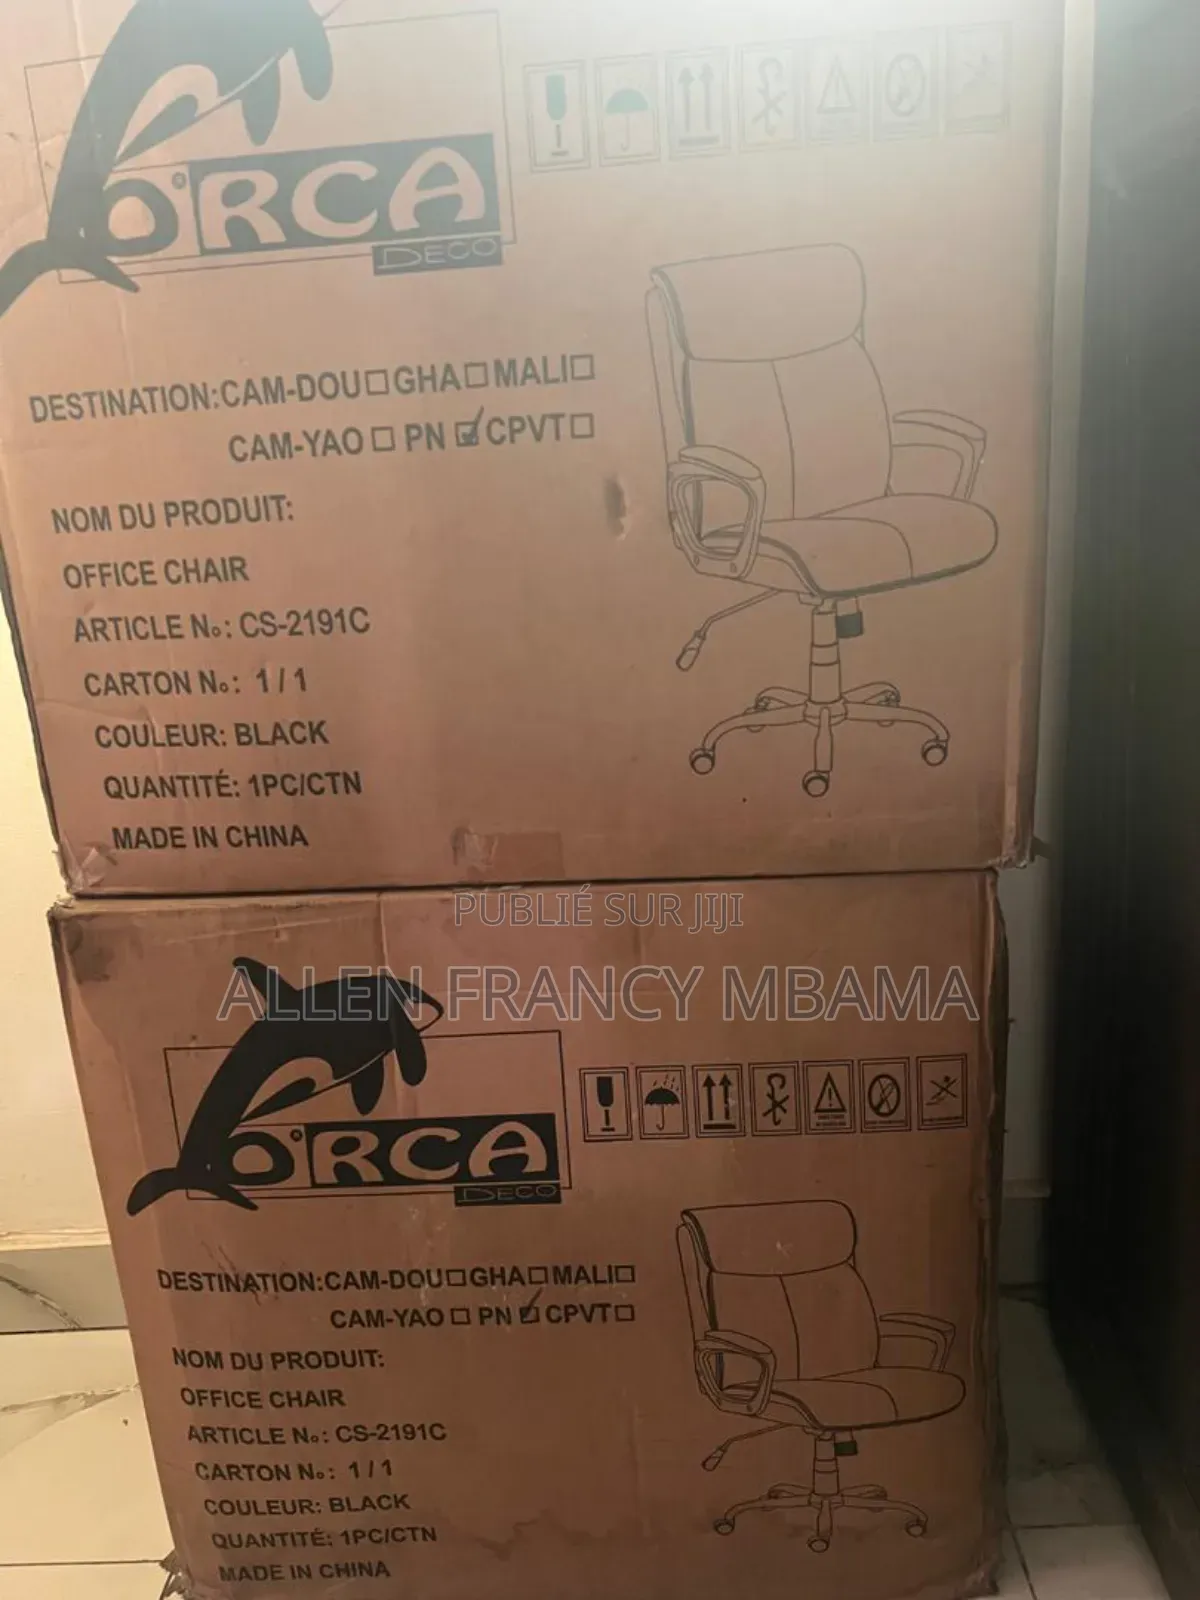 O'RCA
DECO
DESTINATION:CAM-DOU□GHA□MALI□
CAM-YAO □ PN ☑CPVT□
NOM DU PRODUIT:
OFFICE CHAIR
ARTICLE No: CS-2191C
CARTON No: 1 / 1
COULEUR: BLACK
QUANTITÉ: 1PC/CTN
MADE IN CHINA
PUBLIÉ SUR JIJI
ALLEN FRANCY MBAMA
O'RCA
DECO
DESTINATION:CAM-DOU□GHA□MALI□
CAM-YAO □ PN ☑CPVT□
NOM DU PRODUIT:
OFFICE CHAIR
ARTICLE No: CS-2191C
CARTON No: 1 / 1
COULEUR: BLACK
QUANTITÉ: 1PC/CTN
MADE IN CHINA